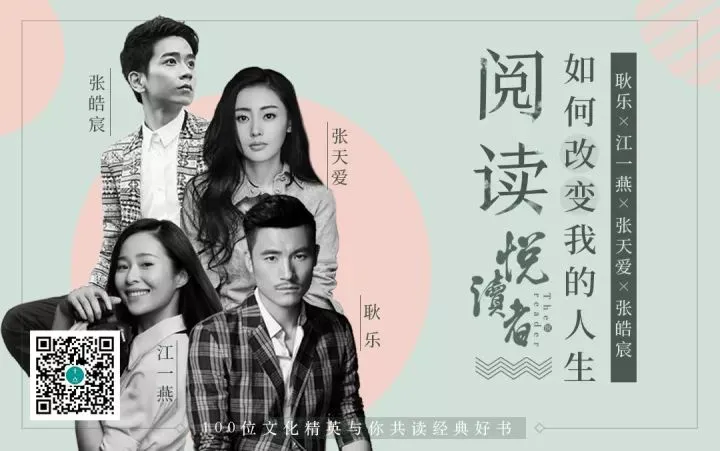 耿乐×江一燕×张天爱×张皓宸
如何改变我的人生
阅读
悦
读者
The
reader
张皓宸
张天爱
江一燕
耿乐
100位文化精英与你共读经典好书